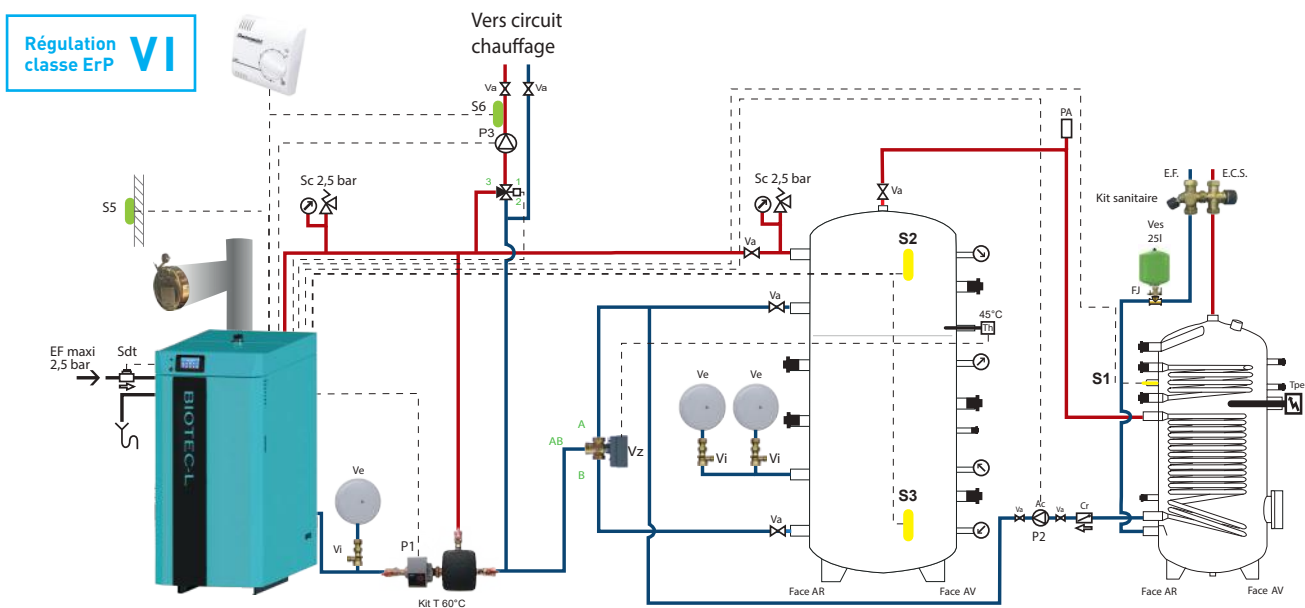 Régulation
classe ErP
VI
Vers circuit
chauffage
Va
Va
S6
P3
3
1
2
Sc 2,5 bar
S5
EF maxi
2,5 bar
Sdt
BIOTEC-L
Ve
Vi
P1
Kit T 60°C
A
AB
B
Vz
Va
Va
Va
Sc 2,5 bar
Va
S2
45°C
Th
Ve
Ve
Vi
Vi
S3
Face AR
Face AV
PA
E.F.
E.C.S.
Kit sanitaire
Ves
25l
FJ
S1
Tpe
Va
Ac
Va
Cr
P2
Face AR
Face AV